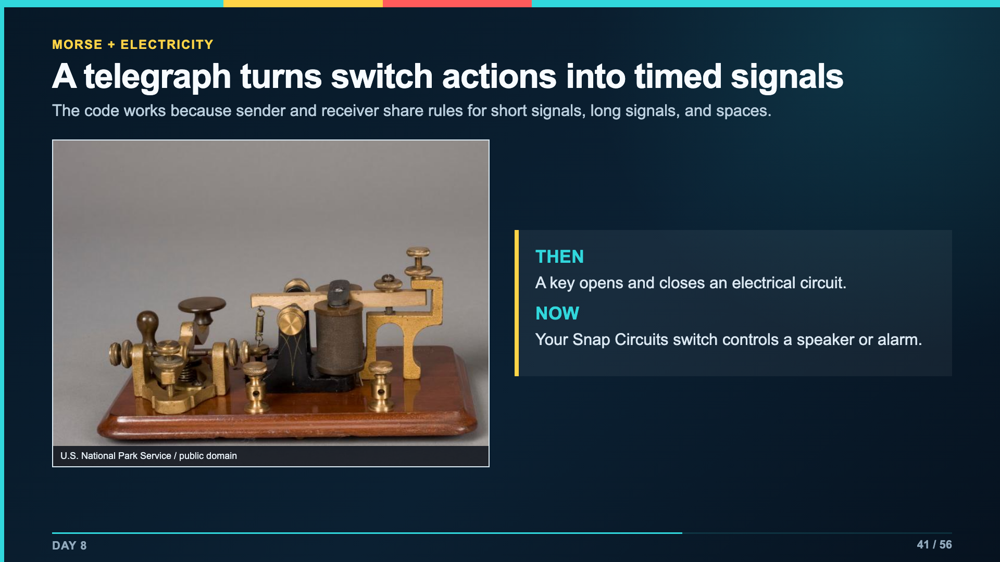 MORSE + ELECTRICITY
A telegraph turns switch actions into timed signals
The code works because sender and receiver share rules for short signals, long signals, and spaces.
U.S. National Park Service / public domain
THEN
A key opens and closes an electrical circuit.
NOW
Your Snap Circuits switch controls a speaker or alarm.
DAY 8
41 / 56